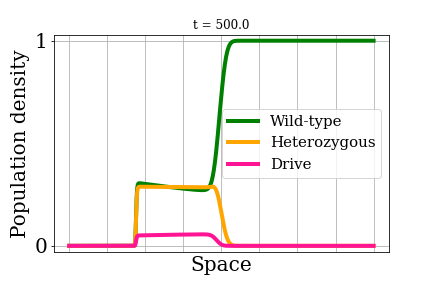 t = 500.0
Population density
1
0
Wild-type
Heterozygous
Drive
Space